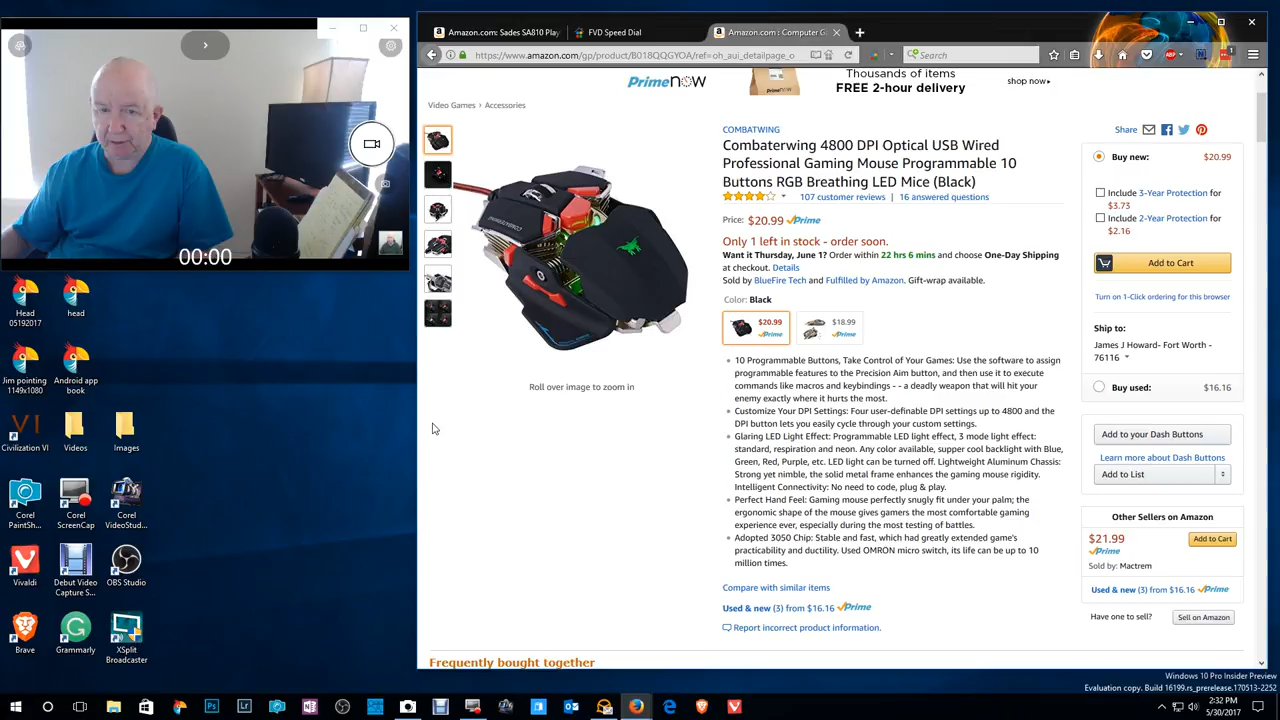 00:00
Head
05192017
head
Jim pointing
1149x1080
Android app
book
Civilization VI
Videos
Images
Corel
PaintSh...
Corel
ScreenCap
Corel
VideoStud...
Vivaldi
Debut Video
Capture S...
OBS Studio
Brave
Grammarly
XSplit
Broadcaster
Amazon.com: Sades SA810 Play
FVD Speed Dial
Amazon.com : Computer G
https://www.amazon.com/gp/product/B018QQGYOA/ref=oh_aui_detailpage_o
Search
PrimeNOW
Thousands of items
FREE 2-hour delivery
shop now
Video Games › Accessories
COMBATWING
Combaterwing 4800 DPI Optical USB Wired
Professional Gaming Mouse Programmable 10
Buttons RGB Breathing LED Mice (Black)
107 customer reviews | 16 answered questions
Price: $20.99 Prime
Only 1 left in stock - order soon.
Want it Thursday, June 1? Order within 22 hrs 6 mins and choose One-Day Shipping
at checkout. Details
Sold by BlueFire Tech and Fulfilled by Amazon. Gift-wrap available.
Color: Black
$20.99
Prime
$18.99
Prime
Roll over image to zoom in
• 10 Programmable Buttons, Take Control of Your Games: Use the software to assign
programmable features to the Precision Aim button, and then use it to execute
commands like macros and keybindings - - a deadly weapon that will hit your
enemy exactly where it hurts the most.
• Customize Your DPI Settings: Four user-definable DPI settings up to 4800 and the
DPI button lets you easily cycle through your custom settings.
• Glaring LED Light Effect: Programmable LED light effect, 3 mode light effect:
standard, respiration and neon. Any color available, supper cool backlight with Blue,
Green, Red, Purple, etc. LED light can be turned off. Lightweight Aluminum Chassis:
Strong yet nimble, the solid metal frame enhances the gaming mouse rigidity.
Intelligent Connectivity: No need to code, plug & play.
• Perfect Hand Feel: Gaming mouse perfectly snugly fit under your palm; the
ergonomic shape of the mouse gives gamers the most comfortable gaming
experience ever, especially during the most testing of battles.
• Adopted 3050 Chip: Stable and fast, which had greatly extended game's
practicability and ductility. Used OMRON micro switch, its life can be up to 10
million times.
Compare with similar items
Used & new (3) from $16.16 Prime
Report incorrect product information.
Frequently bought together
Share
Buy new: $20.99
Include 3-Year Protection for
$3.73
Include 2-Year Protection for
$2.16
Add to Cart
Turn on 1-Click ordering for this browser
Ship to:
James J Howard- Fort Worth -
76116
Buy used: $16.16
Add to your Dash Buttons
Learn more about Dash Buttons
Add to List
Other Sellers on Amazon
$21.99 Add to Cart
Prime
Sold by: Mactrem
Used & new (3) from $16.16 Prime
Have one to sell? Sell on Amazon
Windows 10 Pro Insider Preview
Evaluation copy. Build 16199.rs_prerelease.170513-2252
2:32 PM
5/30/2017